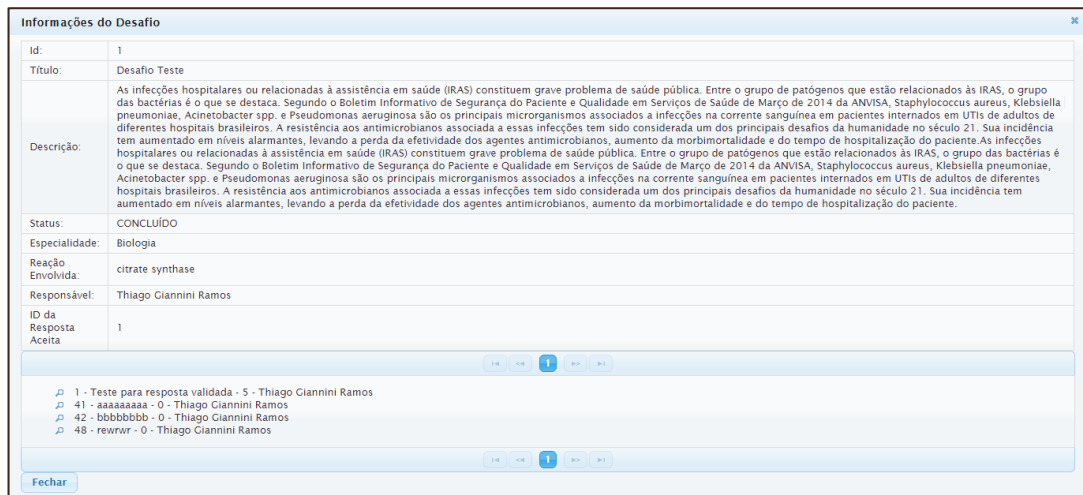 Informações do Desafio
Id: 1
Título: Desafio Teste
Descrição: As infecções hospitalares ou relacionadas à assistência em saúde (IRAS) constituem grave problema de saúde pública. Entre o grupo de patógenos que estão relacionados às IRAS, o grupo
das bactérias é o que se destaca. Segundo o Boletim Informativo de Segurança do Paciente e Qualidade em Serviços de Saúde de Março de 2014 da ANVISA, Staphylococcus aureus, Klebsiella
pneumoniae, Acinetobacter spp. e Pseudomonas aeruginosa são os principais microrganismos associados a infecções na corrente sanguínea em pacientes internados em UTIs de adultos de
diferentes hospitais brasileiros. A resistência aos antimicrobianos associada a essas infecções tem sido considerada um dos principais desafios da humanidade no século 21. Sua incidência
tem aumentado em níveis alarmantes, levando a perda da efetividade dos agentes antimicrobianos, aumento da morbimortalidade e do tempo de hospitalização do paciente.As infecções
hospitalares ou relacionadas à assistência em saúde (IRAS) constituem grave problema de saúde pública. Entre o grupo de patógenos que estão relacionados às IRAS, o grupo das bactérias é
o que se destaca. Segundo o Boletim Informativo de Segurança do Paciente e Qualidade em Serviços de Saúde de Março de 2014 da ANVISA, Staphylococcus aureus, Klebsiella pneumoniae,
Acinetobacter spp. e Pseudomonas aeruginosa são os principais microrganismos associados a infecções na corrente sanguínea em pacientes internados em UTIs de adultos de diferentes
hospitais brasileiros. A resistência aos antimicrobianos associada a essas infecções tem sido considerada um dos principais desafios da humanidade no século 21. Sua incidência tem
aumentado em níveis alarmantes, levando a perda da efetividade dos agentes antimicrobianos, aumento da morbimortalidade e do tempo de hospitalização do paciente.
Status: CONCLUÍDO
Especialidade: Biologia
Reação
Envolvida: citrate synthase
Responsável: Thiago Giannini Ramos
ID da
Resposta
Aceita 1
1
1 - Teste para resposta validada - 5 - Thiago Giannini Ramos
41 - aaaaaaaaa - 0 - Thiago Giannini Ramos
42 - bbbbbbbb - 0 - Thiago Giannini Ramos
48 - rewrwr - 0 - Thiago Giannini Ramos
1
Fechar